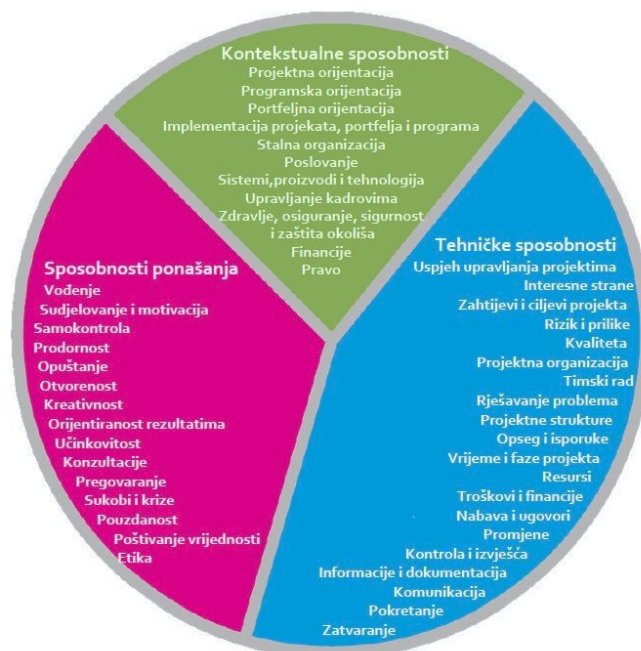 Kontekstualne sposobnosti
Projektna orijentacija
Programska orijentacija
Portfeljna orijentacija
Implementacija projekata, portfelja i programa
Stalna organizacija
Poslovanje
Sistemi,proizvodi i tehnologija
Upravljanje kadrovima
Zdravlje, osiguranje, sigurnost
i zaštita okoliša
Financije
Pravo
Sposobnosti ponašanja
Vođenje
Sudjelovanje i motivacija
Samokontrola
Prodornost
Opuštanje
Otvorenost
Kreativnost
Orijentiranost rezultatima
Učinkovitost
Konzultacije
Pregovaranje
Sukobi i krize
Pouzdanost
Poštivanje vrijednosti
Etika
Tehničke sposobnosti
Uspjeh upravljanja projektima
Interesne strane
Zahtijevi i ciljevi projekta
Rizik i prilike
Kvaliteta
Projektna organizacija
Timski rad
Rješavanje problema
Projektne strukture
Opseg i isporuke
Vrijeme i faze projekta
Resursi
Troškovi i financije
Nabava i ugovori
Promjene
Kontrola i izvješća
Informacije i dokumentacija
Komunikacija
Pokretanje
Zatvaranje